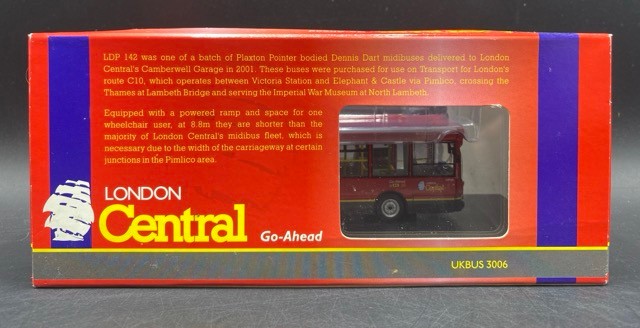 LDP 142 was one of a batch of Plaxton Pointer bodied Dennis Dart midibuses delivered to London
Central's Camberwell Garage in 2001. These buses were purchased for use on Transport for London's
route C10, which operates between Victoria Station and Elephant & Castle via Pimlico, crossing the
Thames at Lambeth Bridge and serving the Imperial War Museum at North Lambeth.
Equipped with a powered ramp and space for one
wheelchair user, at 8.8m they are shorter than the
majority of London Central's midibus fleet, which is
necessary due to the width of the carriageway at certain
junctions in the Pimlico area.
LONDON
Central
Go-Ahead
UKBUS 3006